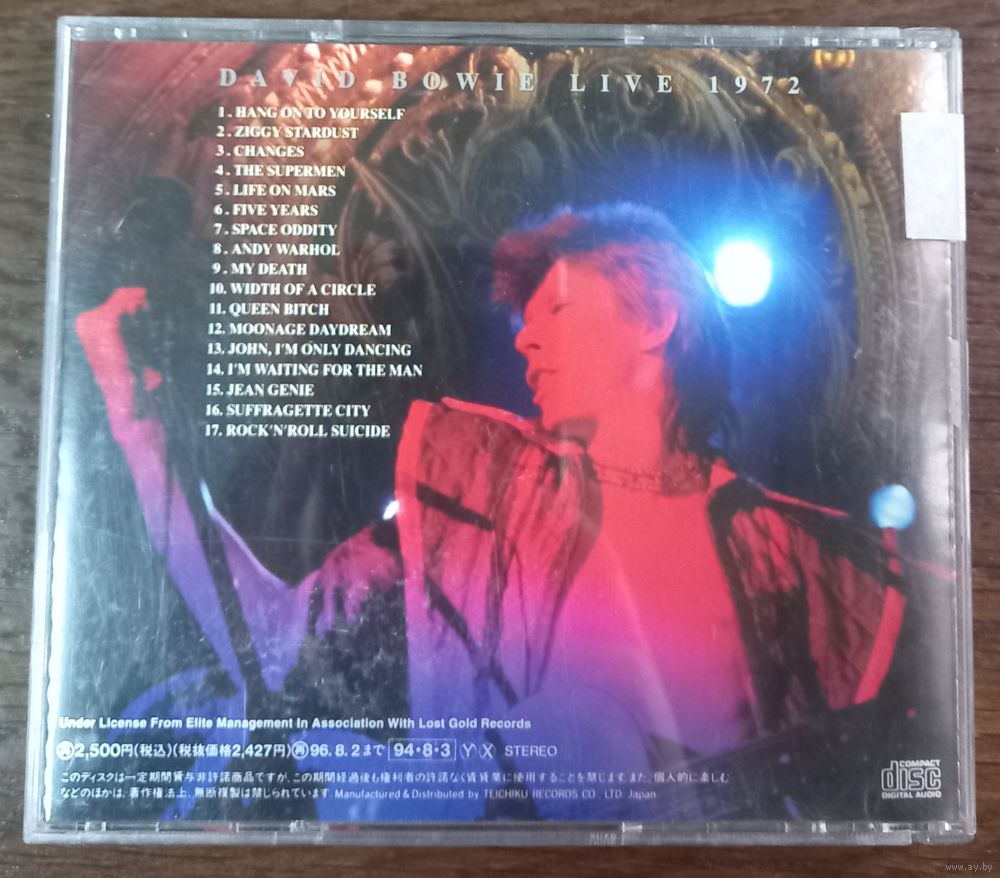 DAVID BOWIE LIVE 1972
1. HANG ON TO YOURSELF
2. ZIGGY STARDUST
3. CHANGES
4. THE SUPERMEN
5. LIFE ON MARS
6. FIVE YEARS
7. SPACE ODDITY
8. ANDY WARHOL
9. MY DEATH
10. WIDTH OF A CIRCLE
11. QUEEN BITCH
12. MOONAGE DAYDREAM
13. JOHN, I'M ONLY DANCING
14. I'M WAITING FOR THE MAN
15. JEAN GENIE
16. SUFFRAGETTE CITY
17. ROCK'N'ROLL SUICIDE
Under License From Elite Management In Association With Lost Gold Records
2,500円(税込)(税抜価格2,427円)㊢96.8.2まで 94・8・3 Ⓨ Ⓧ STEREO
このディスクは一定期間貸与非許諾商品ですが、この期間経過後も権利者の許諾なく賃貸業に使用することを禁じます。また、個人的に楽しむ
などのほかは、著作権法上、無断複製は禁じられています。Manufactured & Distributed by TEICHIKU RECORDS CO., LTD. Japan
COMPACT
disc
DIGITAL AUDIO
www.ay.by